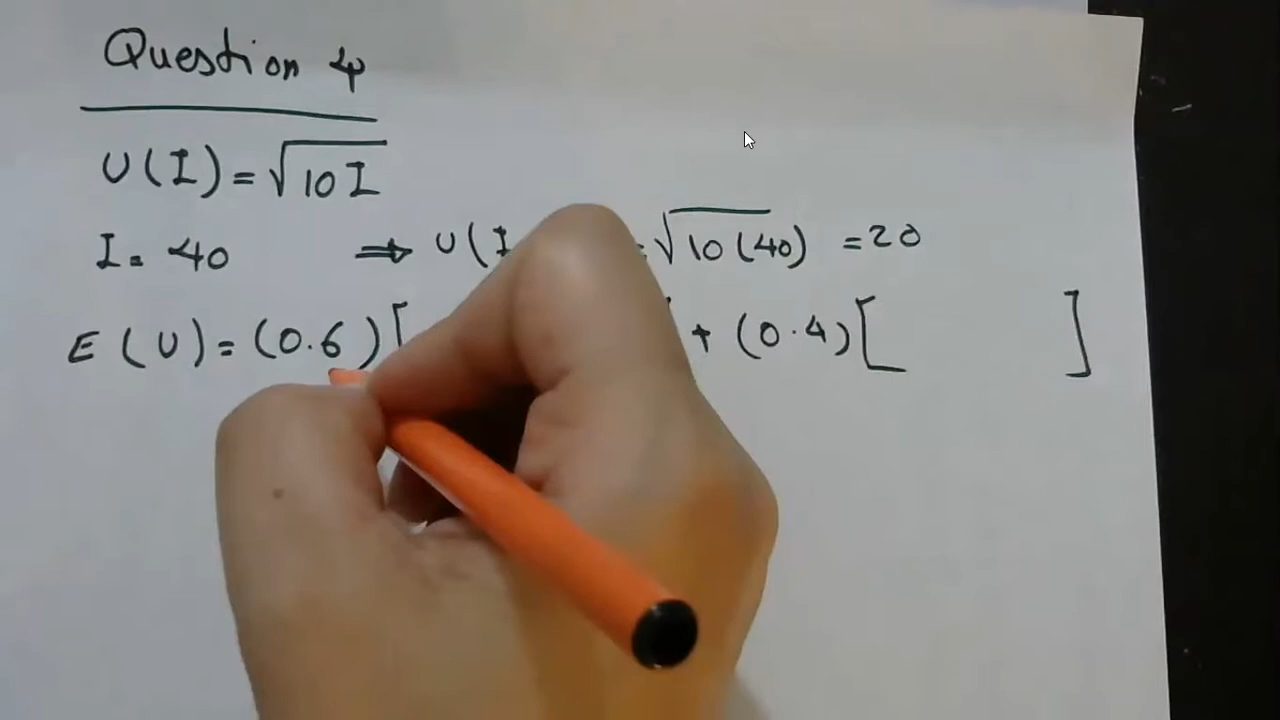 Question 4
U(I) = √10I
I = 40 ⇒ U(I = √10(40) = 20
E(U) = (0.6)[ + (0.4)[ ]